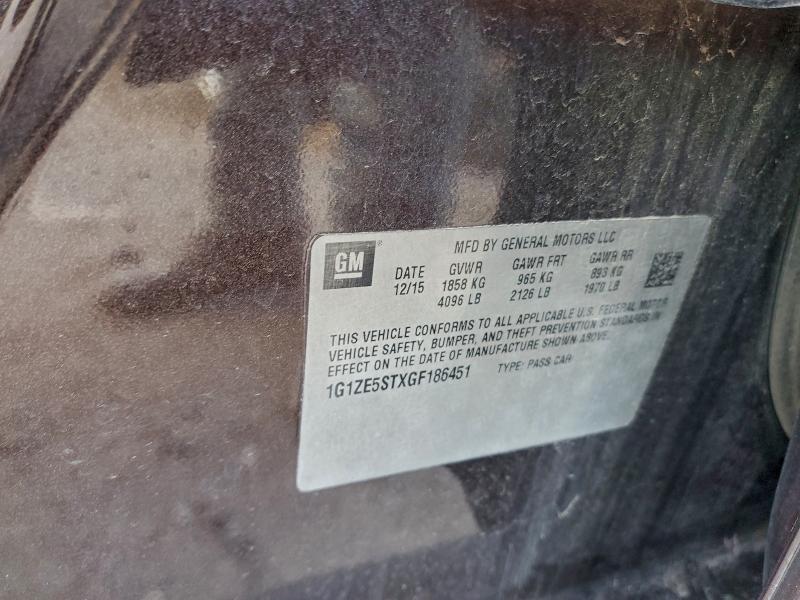 GM
MFD BY GENERAL MOTORS LLC
DATE GVWR GAWR FRT GAWR RR
12/15 1858 KG 965 KG 893 KG
4096 LB 2126 LB 1970 LB
THIS VEHICLE CONFORMS TO ALL APPLICABLE U.S. FEDERAL MOTOR
VEHICLE SAFETY, BUMPER, AND THEFT PREVENTION STANDARDS IN
EFFECT ON THE DATE OF MANUFACTURE SHOWN ABOVE.
1G1ZE5STXGF186451 TYPE: PASS CAR